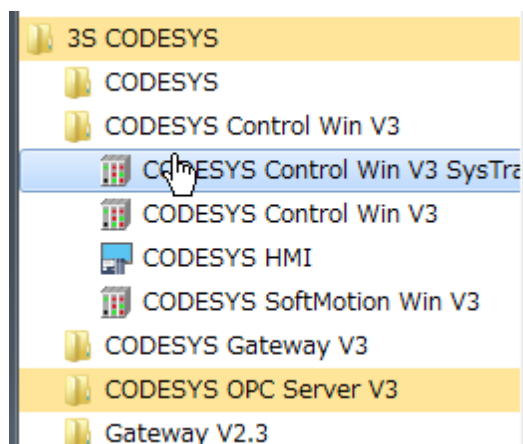 3S CODESYS
CODESYS
CODESYS Control Win V3
CODESYS Control Win V3 SysTra
CODESYS Control Win V3
CODESYS HMI
CODESYS SoftMotion Win V3
CODESYS Gateway V3
CODESYS OPC Server V3
Gateway V2.3